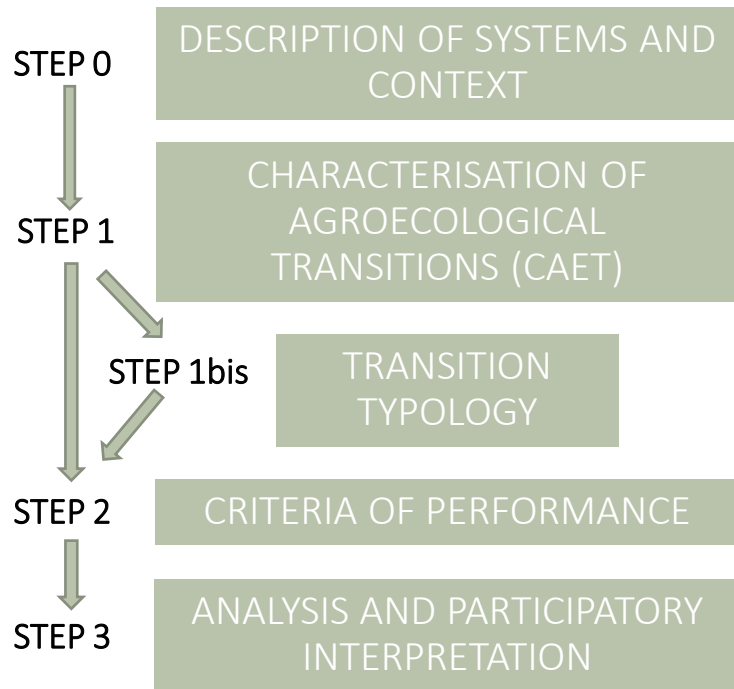 STEP 0
DESCRIPTION OF SYSTEMS AND
CONTEXT
STEP 1
CHARACTERISATION OF
AGROECOLOGICAL
TRANSITIONS (CAET)
STEP 1bis
TRANSITION
TYPOLOGY
STEP 2
CRITERIA OF PERFORMANCE
STEP 3
ANALYSIS AND PARTICIPATORY
INTERPRETATION